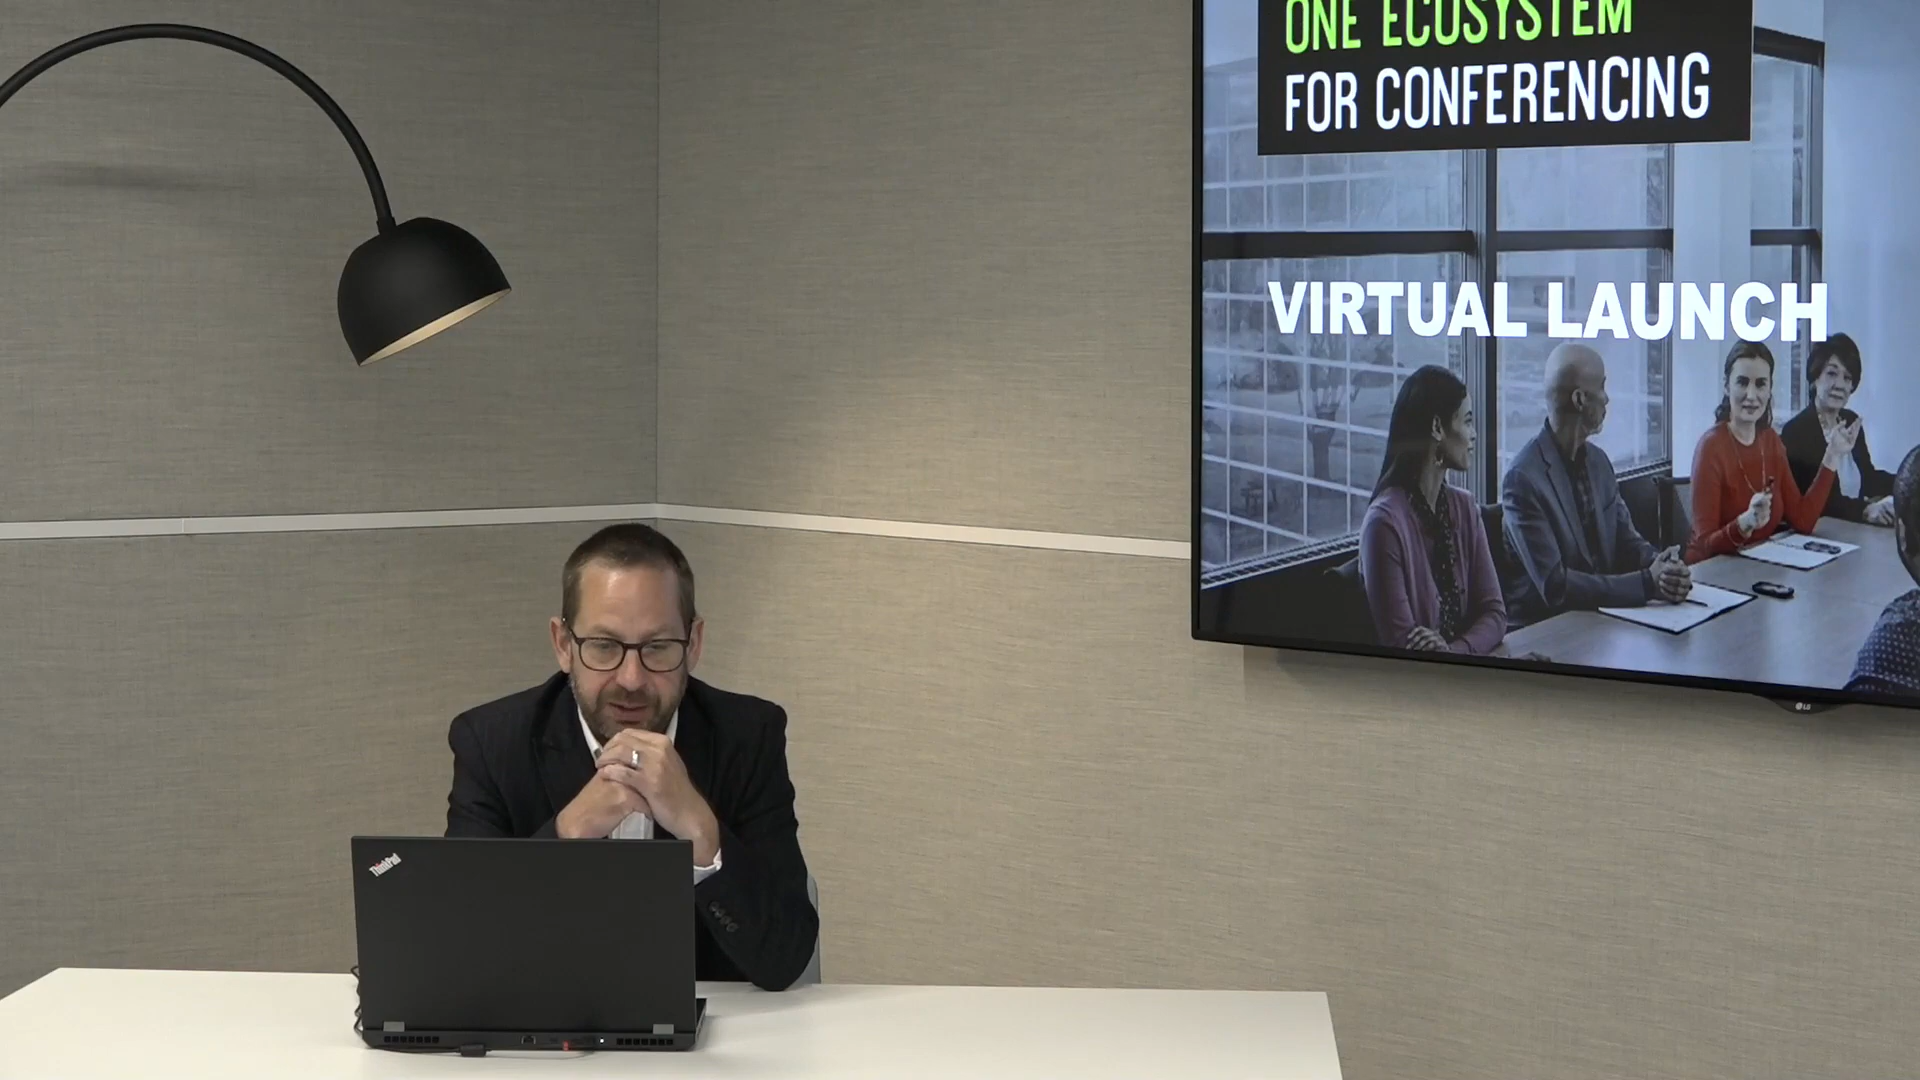 ONE ECOSYSTEM
FOR CONFERENCING
VIRTUAL LAUNCH
LG
ThinkPad